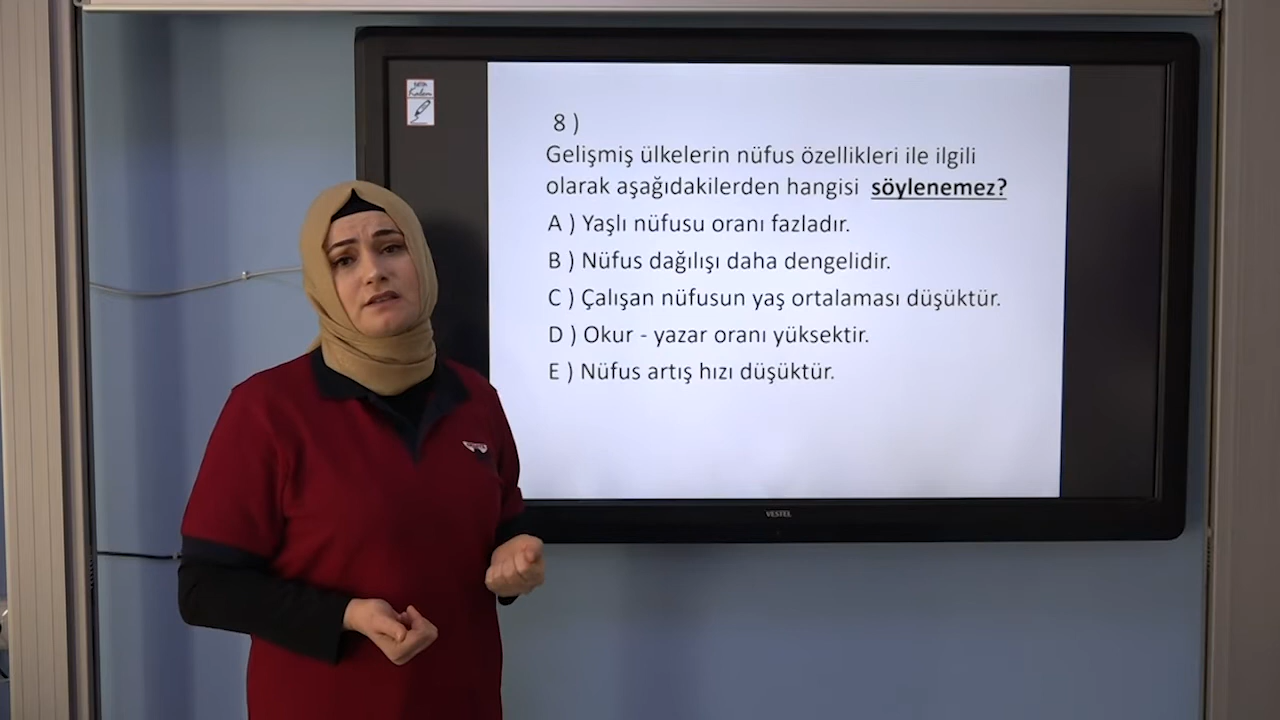 Kalem
8 )
Gelişmiş ülkelerin nüfus özellikleri ile ilgili
olarak aşağıdakilerden hangisi söylenemez?
A ) Yaşlı nüfusu oranı fazladır.
B ) Nüfus dağılışı daha dengelidir.
C ) Çalışan nüfusun yaş ortalaması düşüktür.
D ) Okur - yazar oranı yüksektir.
E ) Nüfus artış hızı düşüktür.
VESTEL